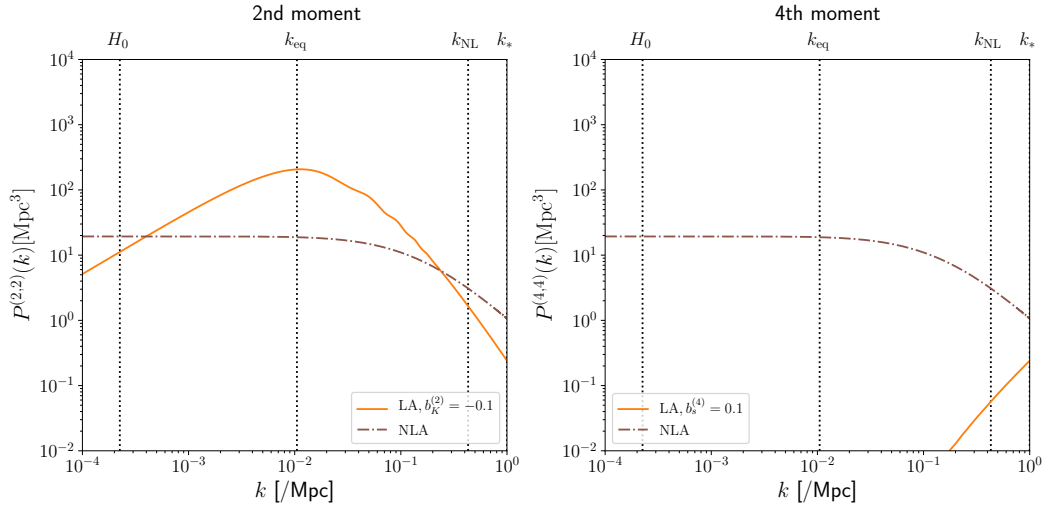 2nd moment
H_0 k_eq k_NL k_*
10^4
10^3
10^2
10^1
10^0
10^{-1}
10^{-2}
P^{(2,2)}(k)[Mpc^3]
LA, b_K^{(2)} = −0.1
NLA
10^{-4} 10^{-3} 10^{-2} 10^{-1} 10^0
k [/Mpc]
4th moment
H_0 k_eq k_NL k_*
10^4
10^3
10^2
10^1
10^0
10^{-1}
10^{-2}
P^{(4,4)}(k)[Mpc^3]
LA, b_s^{(4)} = 0.1
NLA
10^{-4} 10^{-3} 10^{-2} 10^{-1} 10^0
k [/Mpc]